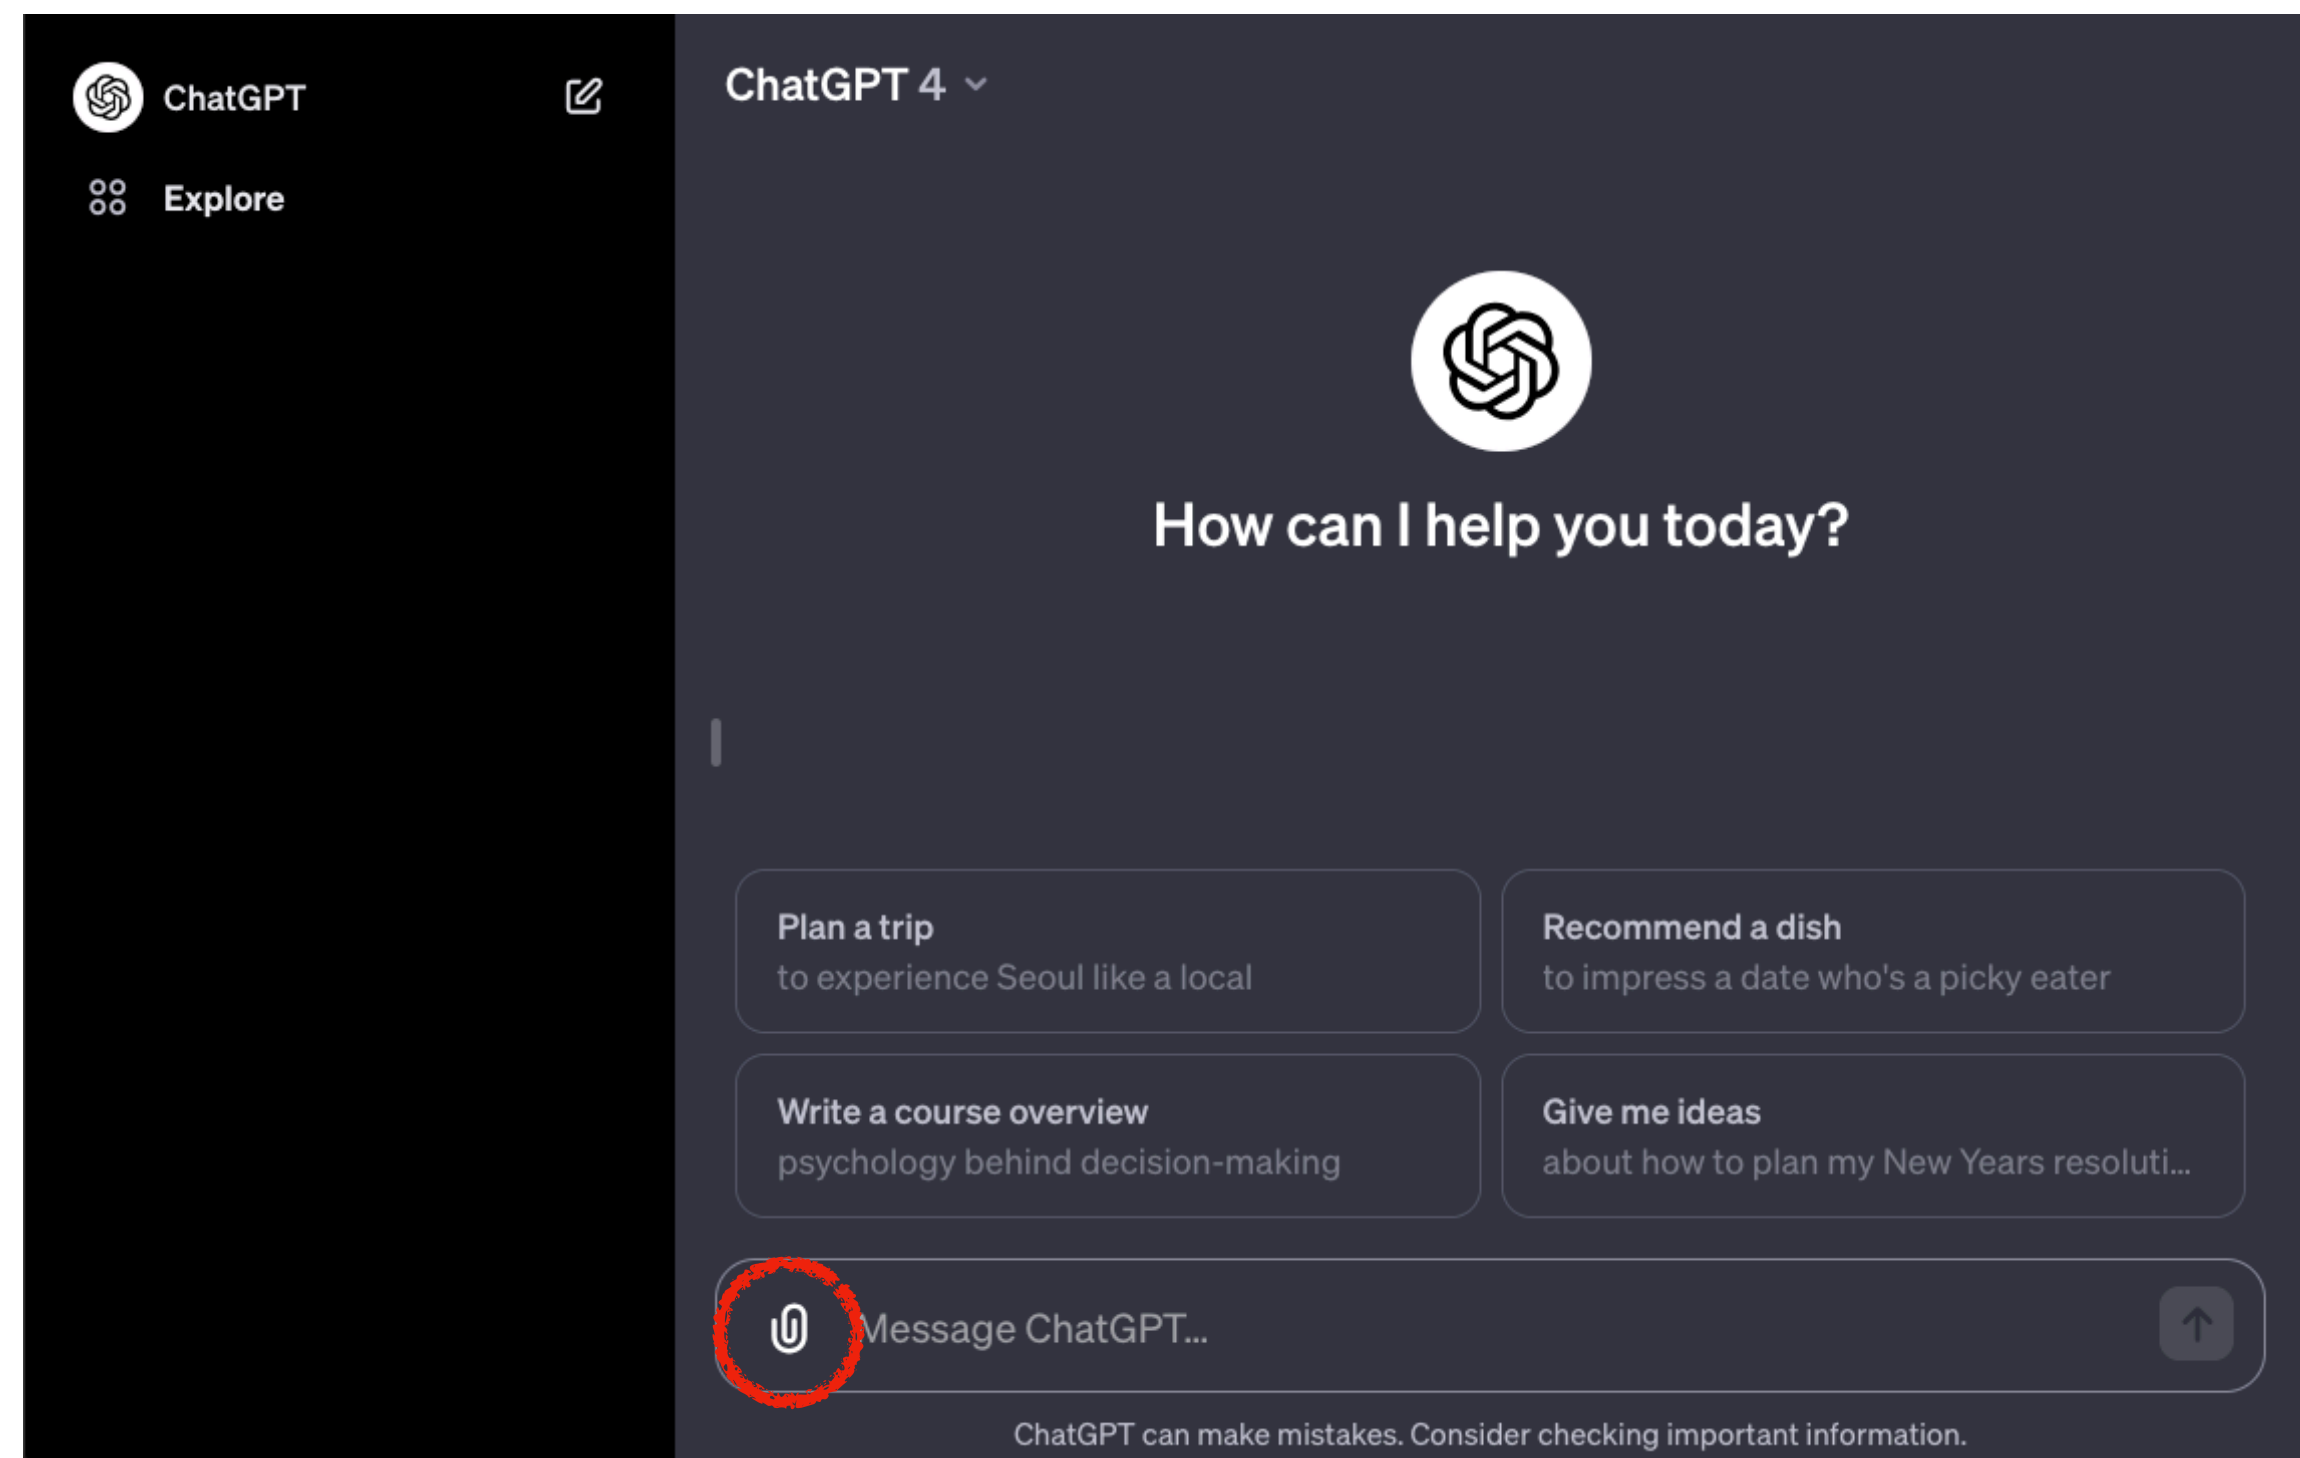 ChatGPT
Explore
ChatGPT 4
How can I help you today?
Plan a trip
to experience Seoul like a local
Recommend a dish
to impress a date who's a picky eater
Write a course overview
psychology behind decision-making
Give me ideas
about how to plan my New Years resoluti...
Message ChatGPT...
ChatGPT can make mistakes. Consider checking important information.